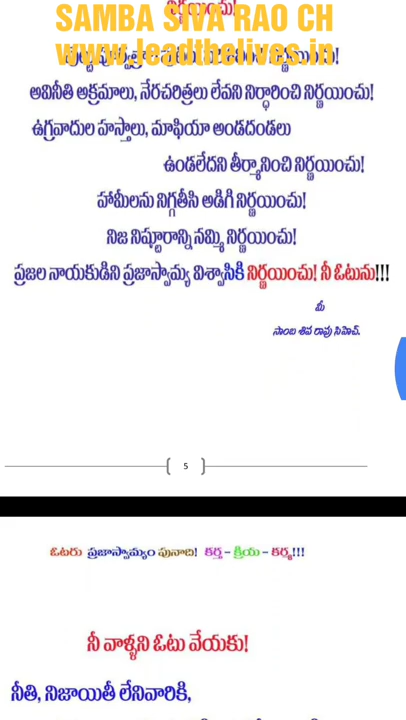 SAMBA SIVA RAO CH
www.leadthelives.in
నిర్ణయించు!
నిర్ణయించు!
అవినీతి అక్రమాలు, నేరచరిత్రలు లేవని నిర్ధారించి నిర్ణయించు!
ఉగ్రవాదుల హస్తాలు, మాఫియా అండదండలు
ఉండలేదని తీర్మానించి నిర్ణయించు!
హామీలను నిగ్గతీసి అడిగి నిర్ణయించు!
నిజ నిష్ఠూరాన్ని నమ్మి నిర్ణయించు!
ప్రజల నాయకుడిని ప్రజాస్వామ్య విశ్వాసికి నిర్ణయించు! నీ ఓటును!!!
మీ
సాంబ శివ రావు సిహెచ్.
5
ఓటరు ప్రజాస్వామ్యం పునాది! కర్త – క్రియ – కర్మ!!!
నీ వాళ్ళని ఓటు వేయకు!
నీతి, నిజాయితీ లేనివారికి,